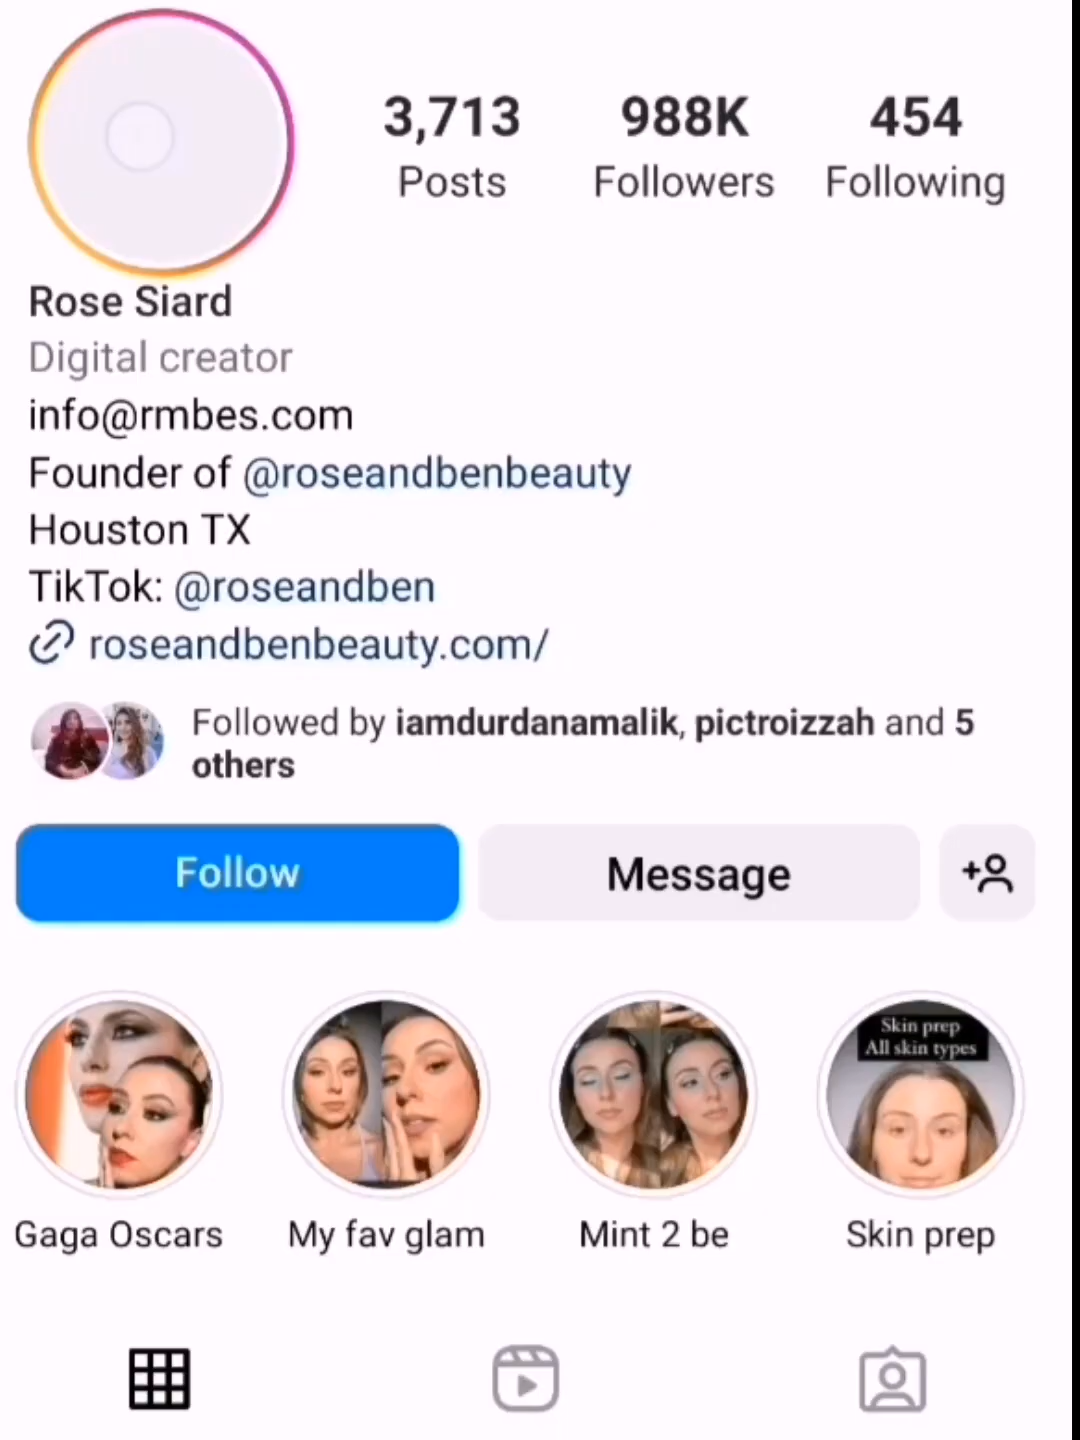 3,713 988K 454
Posts Followers Following
Rose Siard
Digital creator
info@rmbes.com
Founder of @roseandbenbeauty
Houston TX
TikTok: @roseandben
roseandbenbeauty.com/
Followed by iamdurdanamalik, pictroizzah and 5
others
Follow Message
Skin prep
All skin types
Gaga Oscars My fav glam Mint 2 be Skin prep